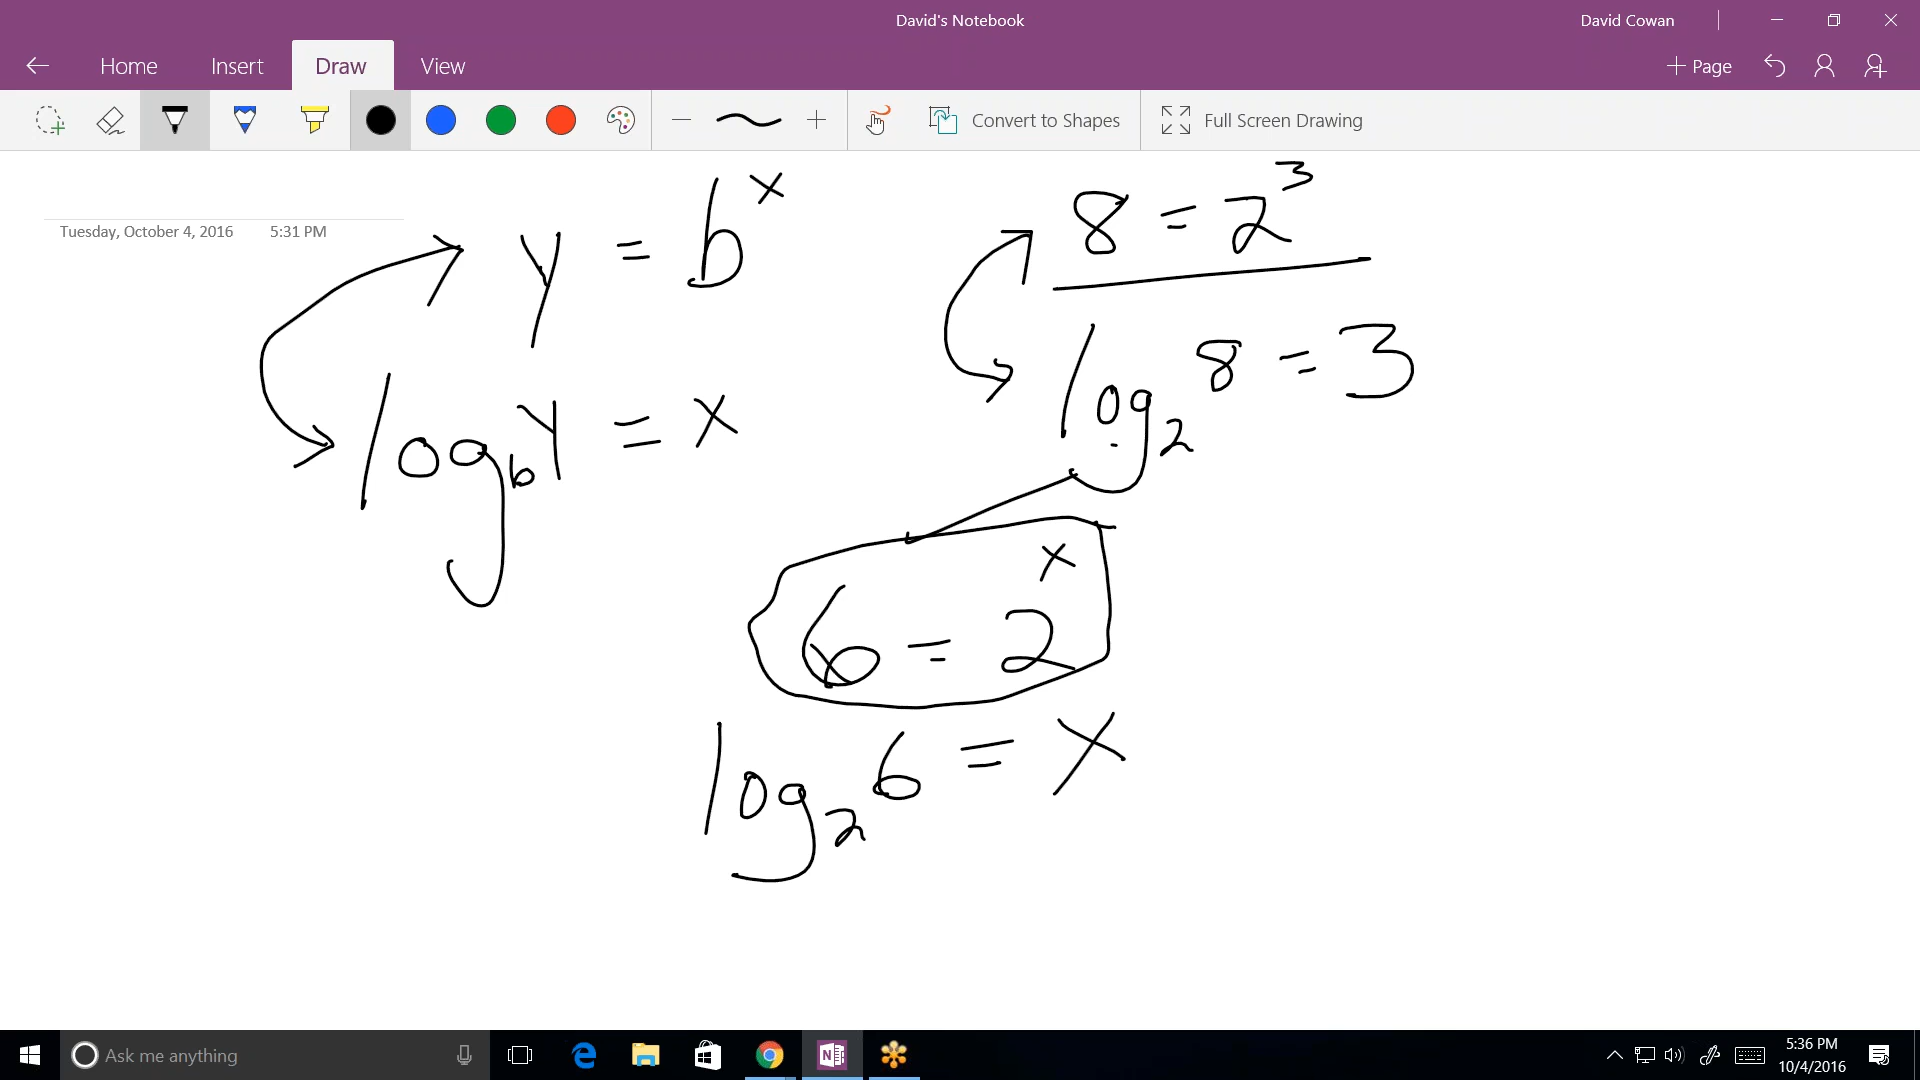 David's Notebook
David Cowan
Home Insert Draw View
Page
Convert to Shapes
Full Screen Drawing
Tuesday, October 4, 2016 5:31 PM
y = b^x
log_b y = x
8 = 2^3
log_2 8 = 3
6 = 2^x
log_2 6 = x
Ask me anything
5:36 PM
10/4/2016